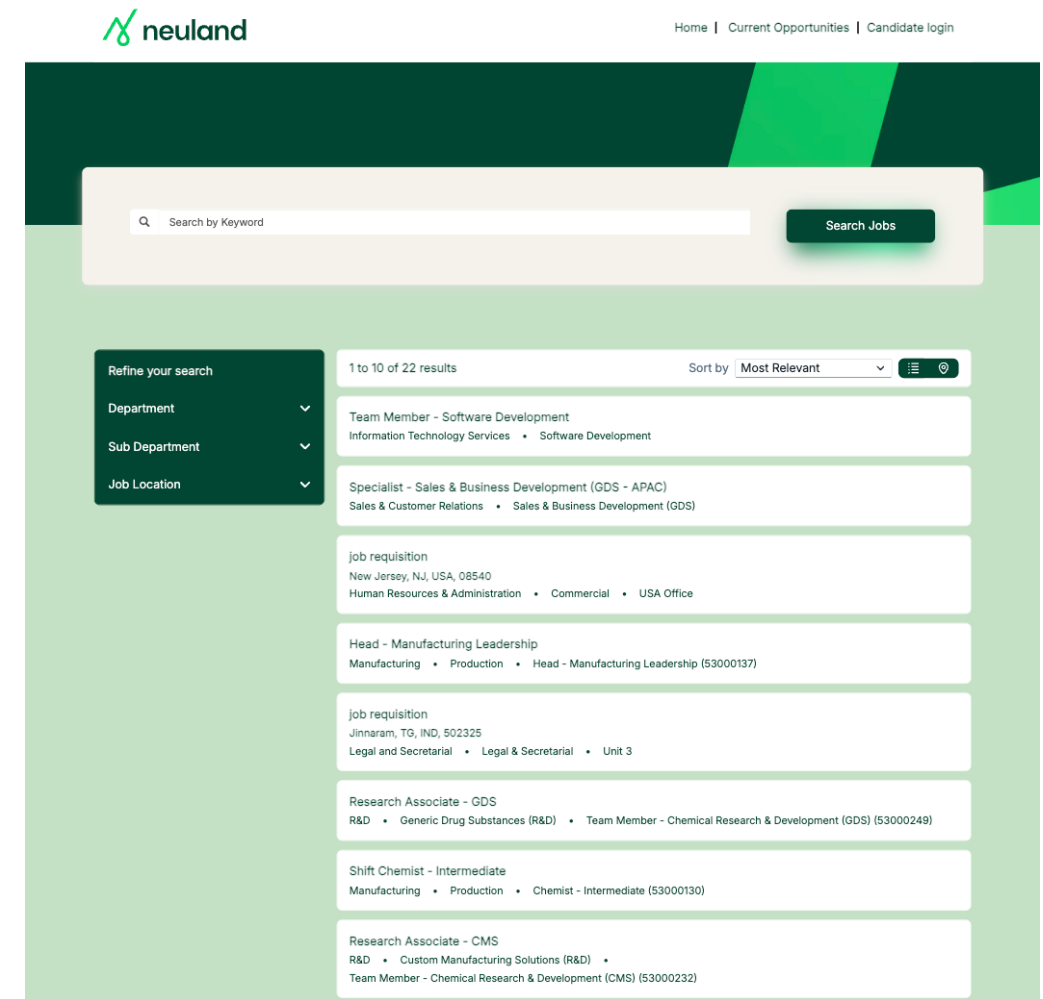 neuland
Home | Current Opportunities | Candidate login
Search by Keyword
Search Jobs
Refine your search
Department
Sub Department
Job Location
1 to 10 of 22 results
Sort by Most Relevant
Team Member - Software Development
Information Technology Services • Software Development
Specialist - Sales & Business Development (GDS - APAC)
Sales & Customer Relations • Sales & Business Development (GDS)
job requisition
New Jersey, NJ, USA, 08540
Human Resources & Administration • Commercial • USA Office
Head - Manufacturing Leadership
Manufacturing • Production • Head - Manufacturing Leadership (53000137)
job requisition
Jinnaram, TG, IND, 502325
Legal and Secretarial • Legal & Secretarial • Unit 3
Research Associate - GDS
R&D • Generic Drug Substances (R&D) • Team Member - Chemical Research & Development (GDS) (53000249)
Shift Chemist - Intermediate
Manufacturing • Production • Chemist - Intermediate (53000130)
Research Associate - CMS
R&D • Custom Manufacturing Solutions (R&D) •
Team Member - Chemical Research & Development (CMS) (53000232)